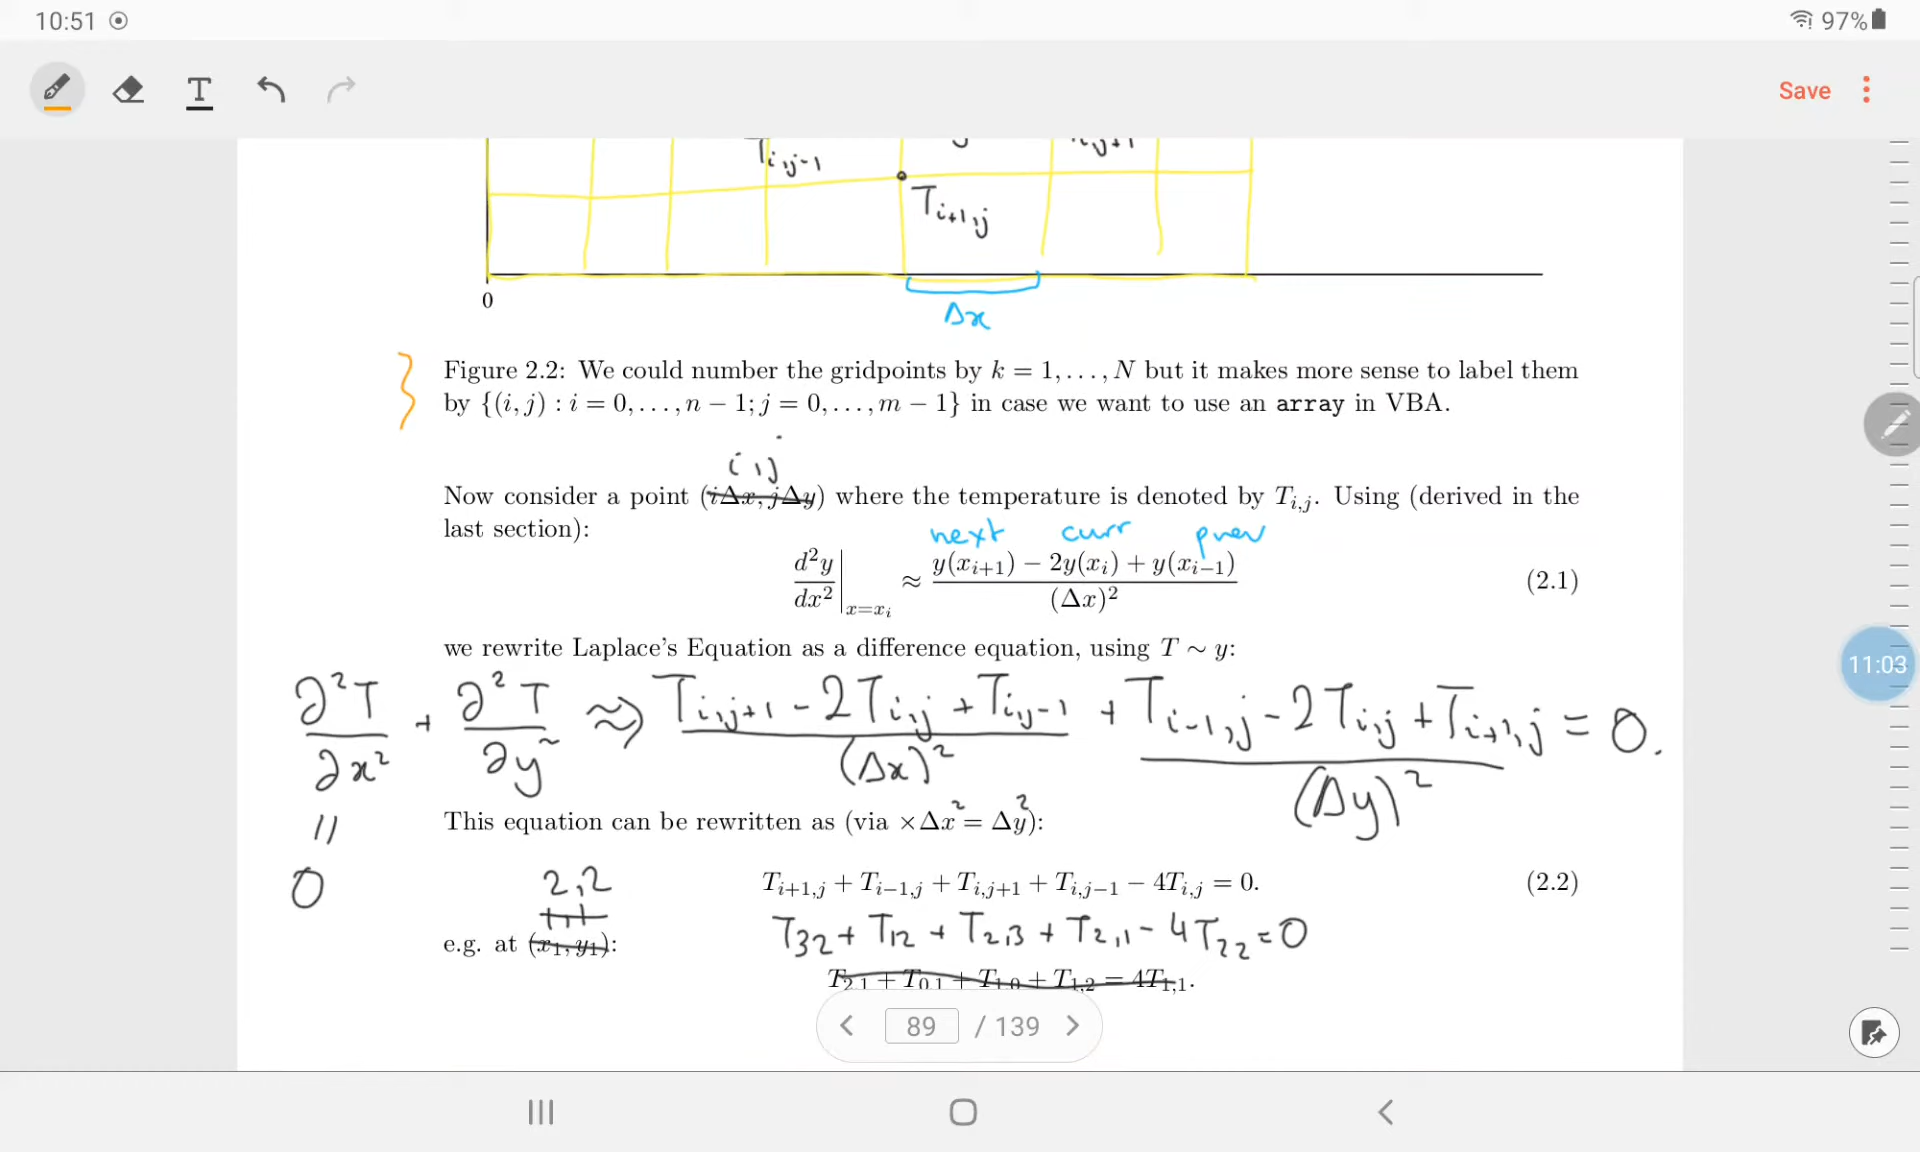 10:51 97%
T Save
T i,j-1
T i+1,j
0
Δx
Figure 2.2: We could number the gridpoints by k = 1, . . . , N but it makes more sense to label them
by {(i, j) : i = 0, . . . , n − 1; j = 0, . . . , m − 1} in case we want to use an array in VBA.
i,j
Now consider a point (iΔx, jΔy) where the temperature is denoted by T_{i,j}. Using (derived in the
last section):
next curr prev
d²y/dx² |_{x=x_i} ≈ (y(x_{i+1}) − 2y(x_i) + y(x_{i−1}))/(Δx)² (2.1)
we rewrite Laplace's Equation as a difference equation, using T ∼ y:
∂²T/∂x² + ∂²T/∂y² ≈> (T_{i,j+1} - 2T_{i,j} + T_{i,j-1})/(Δx)² + (T_{i-1,j} - 2T_{i,j} + T_{i+1,j})/(Δy)² = 0.
11:03
This equation can be rewritten as (via ×Δx² = Δy²):
=
0
T_{i+1,j} + T_{i−1,j} + T_{i,j+1} + T_{i,j−1} − 4T_{i,j} = 0. (2.2)
2,2
1,1
e.g. at (x_1, y_1):
T_{32} + T_{12} + T_{2,3} + T_{2,1} - 4T_{22} = 0
T_{2,1} + T_{0,1} + T_{1,0} + T_{1,2} = 4T_{1,1}.
89 / 139